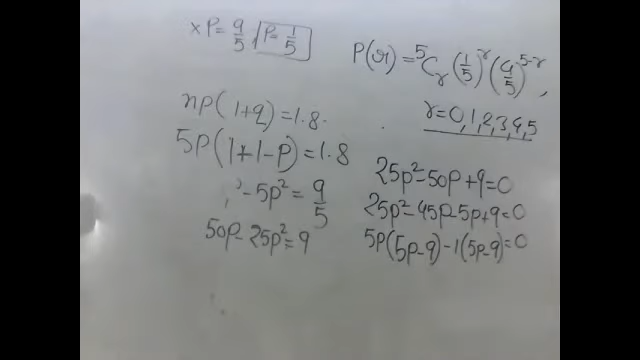 × P = 9/5, P = 1/5
P(r) = ⁵Cᵣ (1/5)ʳ (4/5)⁵⁻ʳ,
r = 0,1,2,3,4,5
np(1+q) = 1.8
5p(1+1-p) = 1.8
- 5p² = 9/5
50p - 25p² = 9
25p² - 50p + 9 = 0
25p² - 45p - 5p + 9 = 0
5p(5p-9) - 1(5p-9) = 0